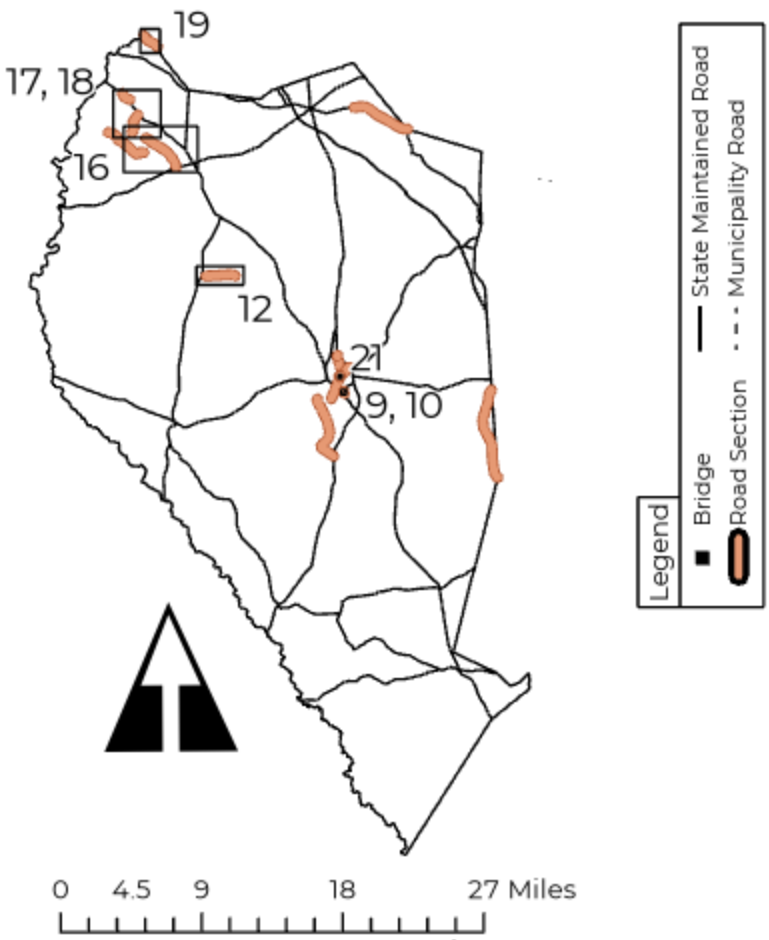 19
17, 18
16
12
21
9, 10
Legend
Bridge
State Maintained Road
Road Section
Municipality Road
0 4.5 9 18 27 Miles